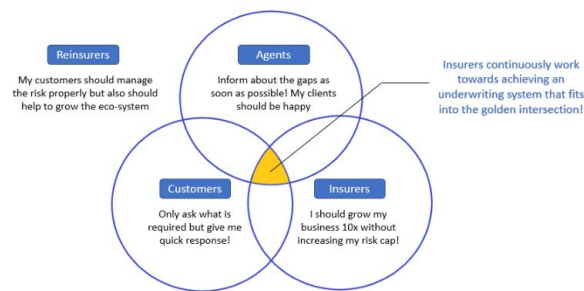 Reinsurers
My customers should manage
the risk properly but also should
help to grow the eco-system
Agents
Inform about the gaps as
soon as possible! My clients
should be happy
Insurers continuously work
towards achieving an
underwriting system that fits
into the golden intersection!
Customers
Only ask what is
required but give me
quick response!
Insurers
I should grow my
business 10x without
increasing my risk cap!